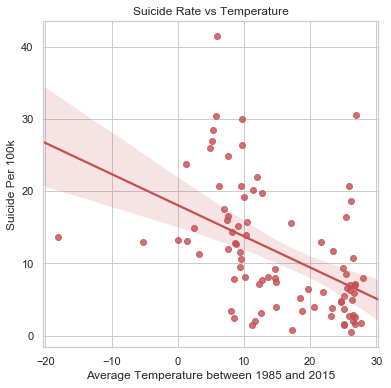 Suicide Rate vs Temperature
40
30
20
10
0
Suicide Per 100k
−20 −10 0 10 20 30
Average Temperature between 1985 and 2015